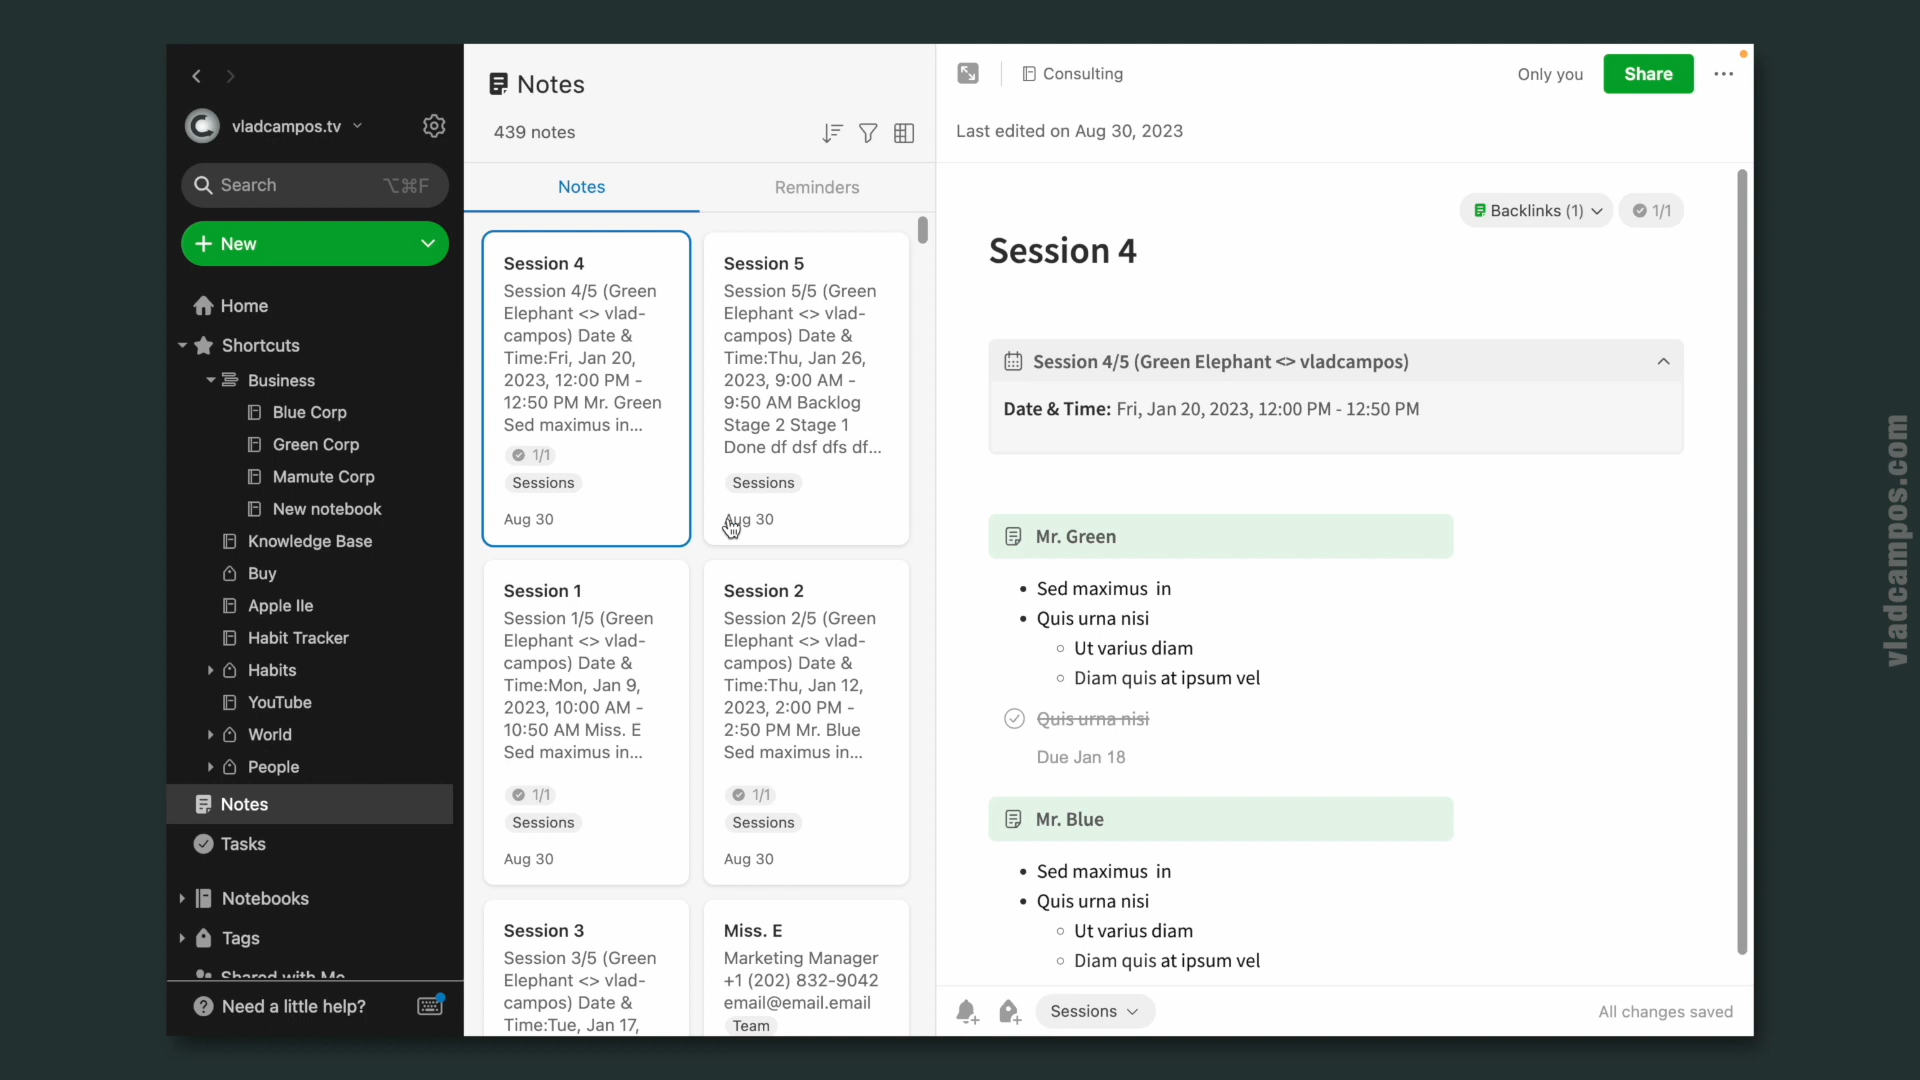 vladcampos.tv
Search ⌥⌘F
New
Home
Shortcuts
Business
Blue Corp
Green Corp
Mamute Corp
New notebook
Knowledge Base
Buy
Apple IIe
Habit Tracker
Habits
YouTube
World
People
Notes
Tasks
Notebooks
Tags
Shared with Me
Need a little help?
Notes
439 notes
Notes
Reminders
Session 4
Session 4/5 (Green
Elephant <> vlad-
campos) Date &
Time:Fri, Jan 20,
2023, 12:00 PM -
12:50 PM Mr. Green
Sed maximus in...
1/1
Sessions
Aug 30
Session 5
Session 5/5 (Green
Elephant <> vlad-
campos) Date &
Time:Thu, Jan 26,
2023, 9:00 AM -
9:50 AM Backlog
Stage 2 Stage 1
Done df dsf dfs df...
Sessions
Aug 30
Session 1
Session 1/5 (Green
Elephant <> vlad-
campos) Date &
Time:Mon, Jan 9,
2023, 10:00 AM -
10:50 AM Miss. E
Sed maximus in...
1/1
Sessions
Aug 30
Session 2
Session 2/5 (Green
Elephant <> vlad-
campos) Date &
Time:Thu, Jan 12,
2023, 2:00 PM -
2:50 PM Mr. Blue
Sed maximus in...
1/1
Sessions
Aug 30
Session 3
Session 3/5 (Green
Elephant <> vlad-
campos) Date &
Time:Tue, Jan 17,
Miss. E
Marketing Manager
+1 (202) 832-9042
email@email.email
Team
Consulting
Only you
Share
Last edited on Aug 30, 2023
Backlinks (1)
1/1
Session 4
Session 4/5 (Green Elephant <> vladcampos)
Date & Time: Fri, Jan 20, 2023, 12:00 PM - 12:50 PM
Mr. Green
• Sed maximus in
• Quis urna nisi
◦ Ut varius diam
◦ Diam quis at ipsum vel
Quis urna nisi
Due Jan 18
Mr. Blue
• Sed maximus in
• Quis urna nisi
◦ Ut varius diam
◦ Diam quis at ipsum vel
Sessions
All changes saved
vladcampos.com